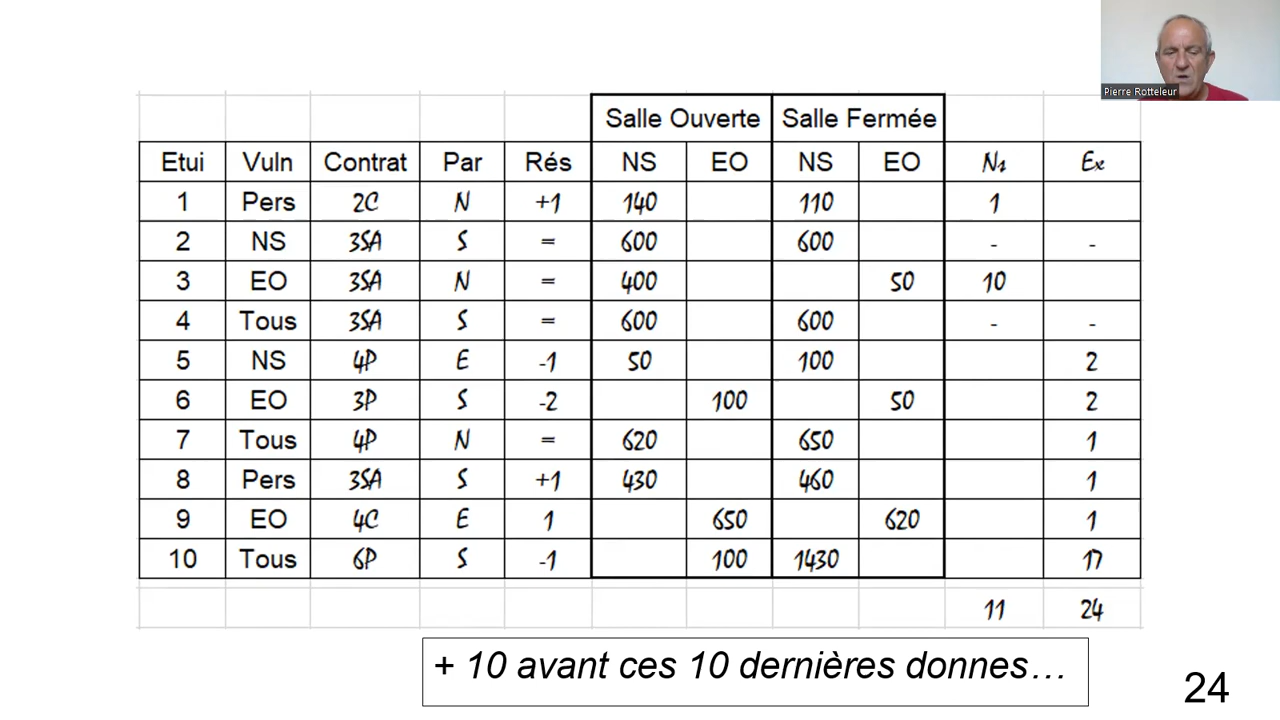 Pierre Rotteleur
Salle Ouverte Salle Fermée
Etui Vuln Contrat Par Rés NS EO NS EO Ns Ex
1 Pers 2C N +1 140 110 1
2 NS 3SA S = 600 600 - -
3 EO 3SA N = 400 50 10
4 Tous 3SA S = 600 600 - -
5 NS 4P E -1 50 100 2
6 EO 3P S -2 100 50 2
7 Tous 4P N = 620 650 1
8 Pers 3SA S +1 430 460 1
9 EO 4C E 1 650 620 1
10 Tous 6P S -1 100 1430 17
11 24
+ 10 avant ces 10 dernières donnes…
24